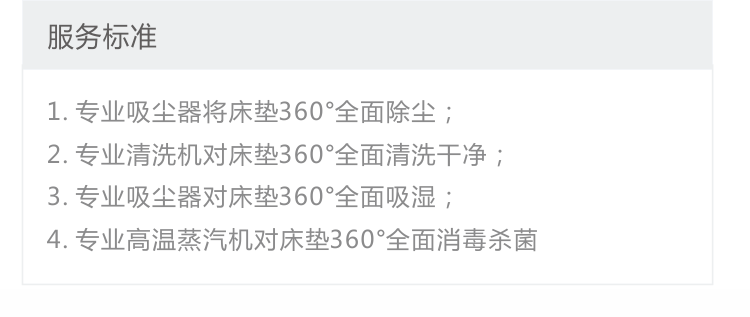 服务标准
1. 专业吸尘器将床垫360°全面除尘；
2. 专业清洗机对床垫360°全面清洗干净；
3. 专业吸尘器对床垫360°全面吸湿；
4. 专业高温蒸汽机对床垫360°全面消毒杀菌